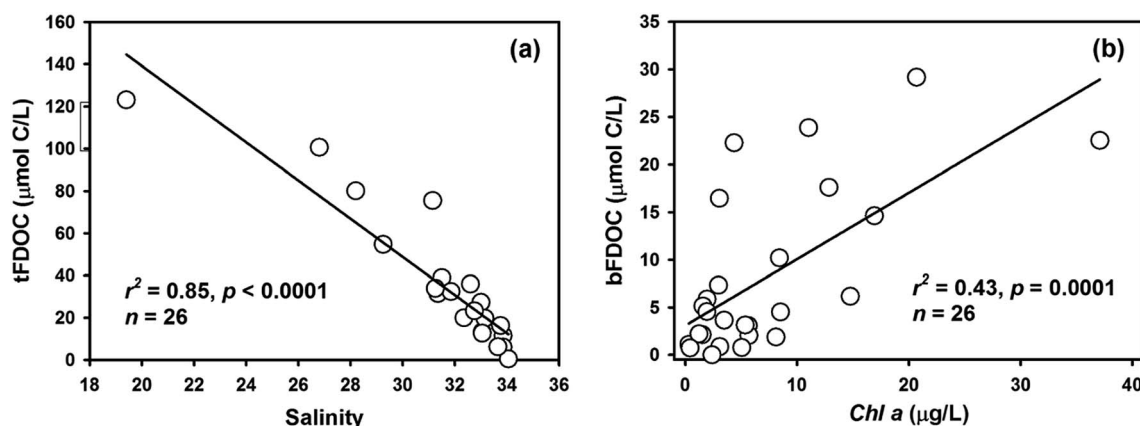 (a)
tFDOC (μmol C/L)
160
140
120
100
80
60
40
20
0
r² = 0.85, p < 0.0001
n = 26
18 20 22 24 26 28 30 32 34 36
Salinity
(b)
bFDOC (μmol C/L)
35
30
25
20
15
10
5
0
r² = 0.43, p = 0.0001
n = 26
0 10 20 30 40
Chl a (μg/L)